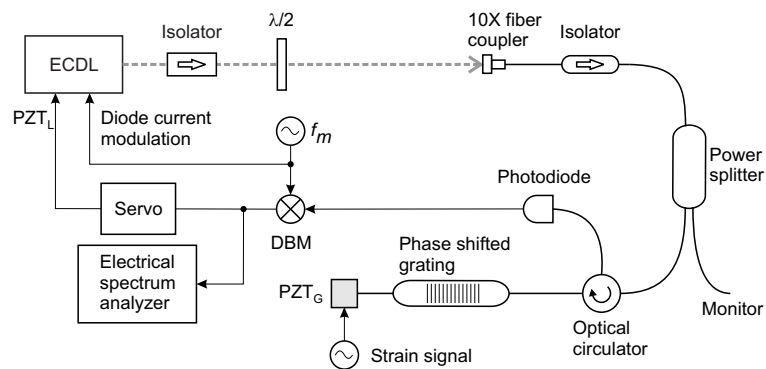 Isolator
λ/2
10X fiber
coupler
Isolator
ECDL
PZT_L
Diode current
modulation
f_m
Power
splitter
Photodiode
Servo
DBM
Phase shifted
grating
Electrical
spectrum
analyzer
PZT_G
Monitor
Optical
circulator
Strain signal